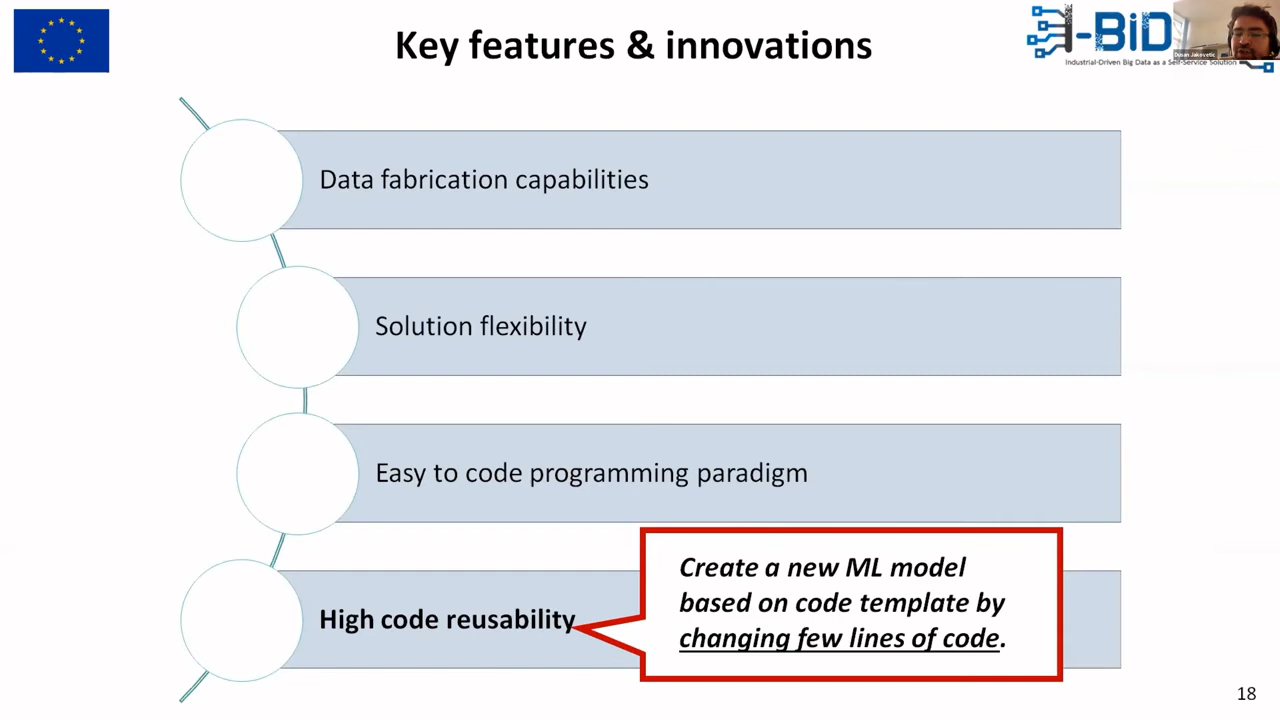 Key features & innovations
I-BiD
Industrial-Driven Big Data as a Self-Service Solution
Dusan Jakovetic
Data fabrication capabilities
Solution flexibility
Easy to code programming paradigm
High code reusability
Create a new ML model
based on code template by
changing few lines of code.
18